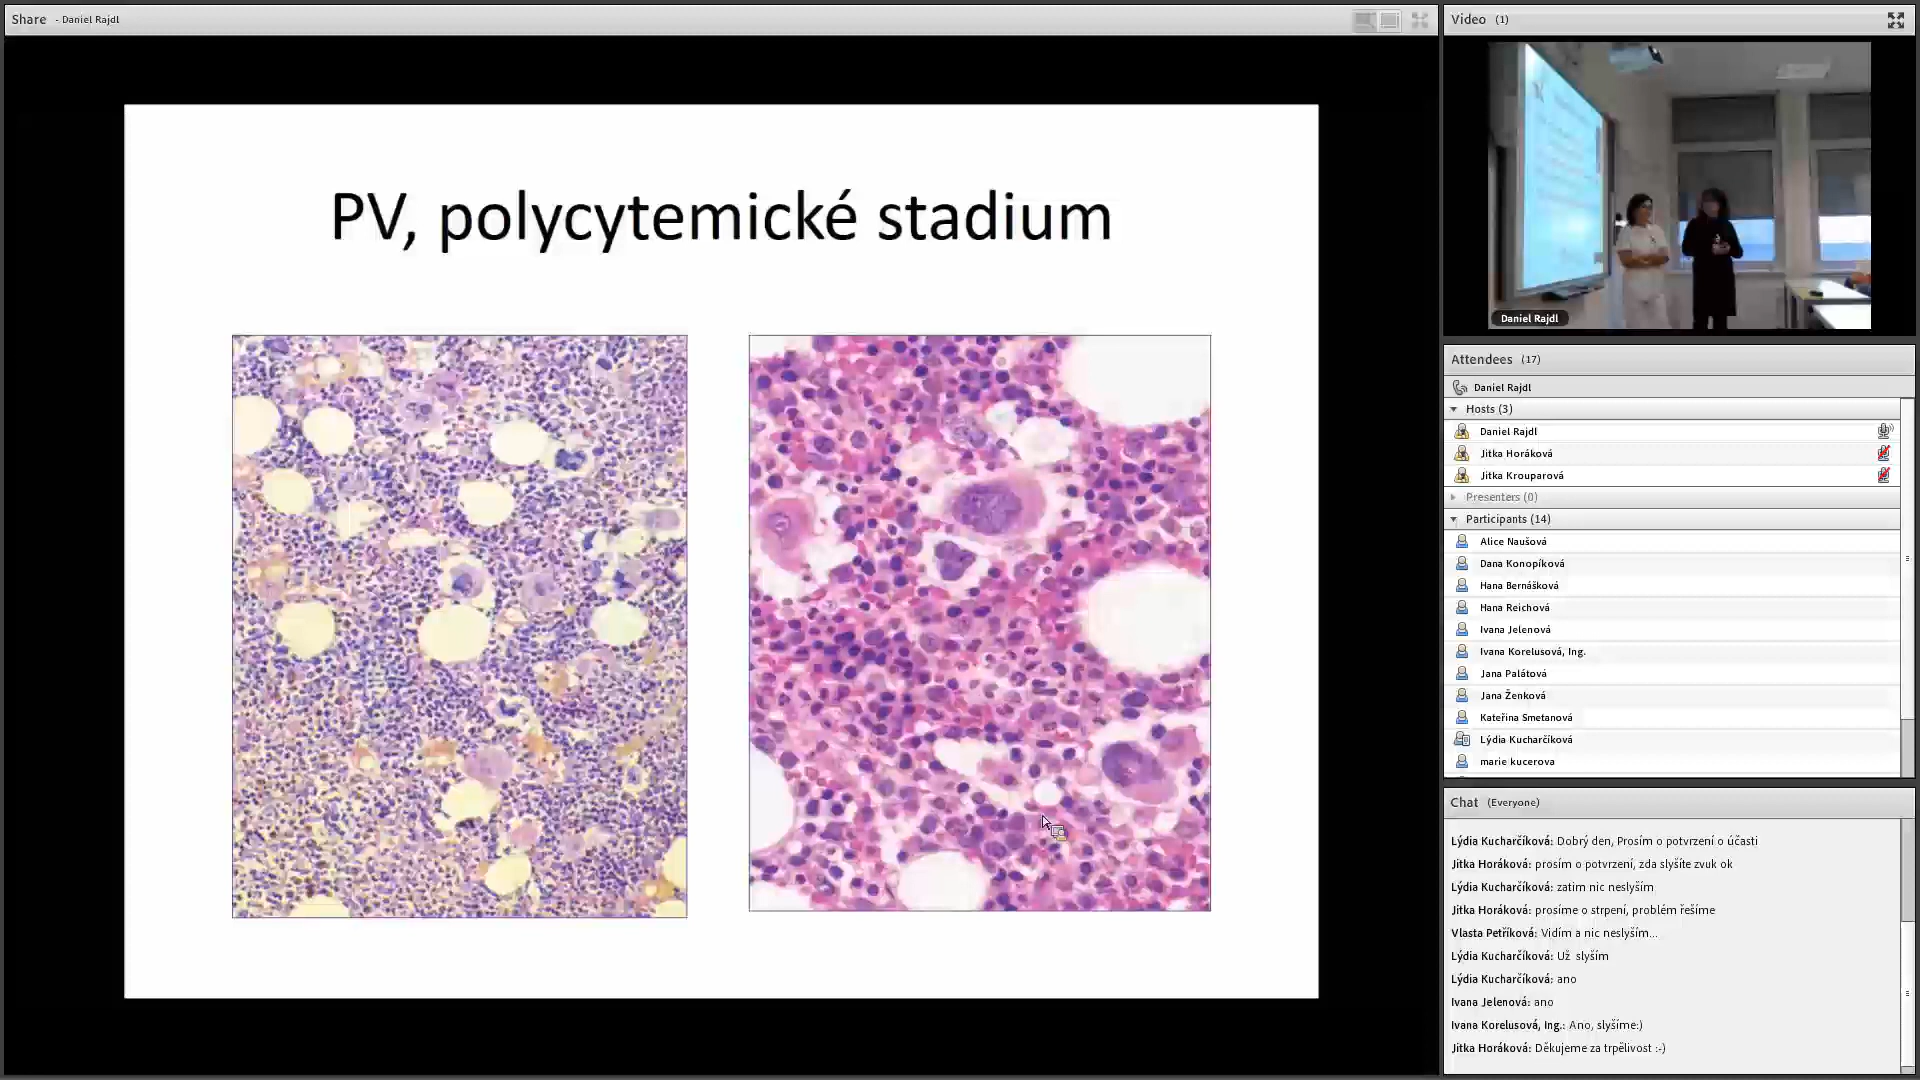 Share - Daniel Rajdl
PV, polycytemické stadium
Video (1)
Daniel Rajdl
Attendees (17)
Daniel Rajdl
Hosts (3)
Daniel Rajdl
Jitka Horáková
Jitka Krouparová
Presenters (0)
Participants (14)
Alice Naušová
Dana Konopíková
Hana Bernášková
Hana Reichová
Ivana Jelenová
Ivana Korelusová, Ing.
Jana Palátová
Jana Ženková
Kateřina Smetanová
Lýdia Kucharčíková
marie kucerova
Chat (Everyone)
Lýdia Kucharčíková: Dobrý den, Prosím o potvrzení o účasti
Jitka Horáková: prosím o potvrzení, zda slyšíte zvuk ok
Lýdia Kucharčíková: zatim nic neslyším
Jitka Horáková: prosíme o strpení, problém řešíme
Vlasta Petříková: Vidím a nic neslyším...
Lýdia Kucharčíková: Už slyším
Lýdia Kucharčíková: ano
Ivana Jelenová: ano
Ivana Korelusová, Ing.: Ano, slyšíme:)
Jitka Horáková: Děkujeme za trpělivost :-)